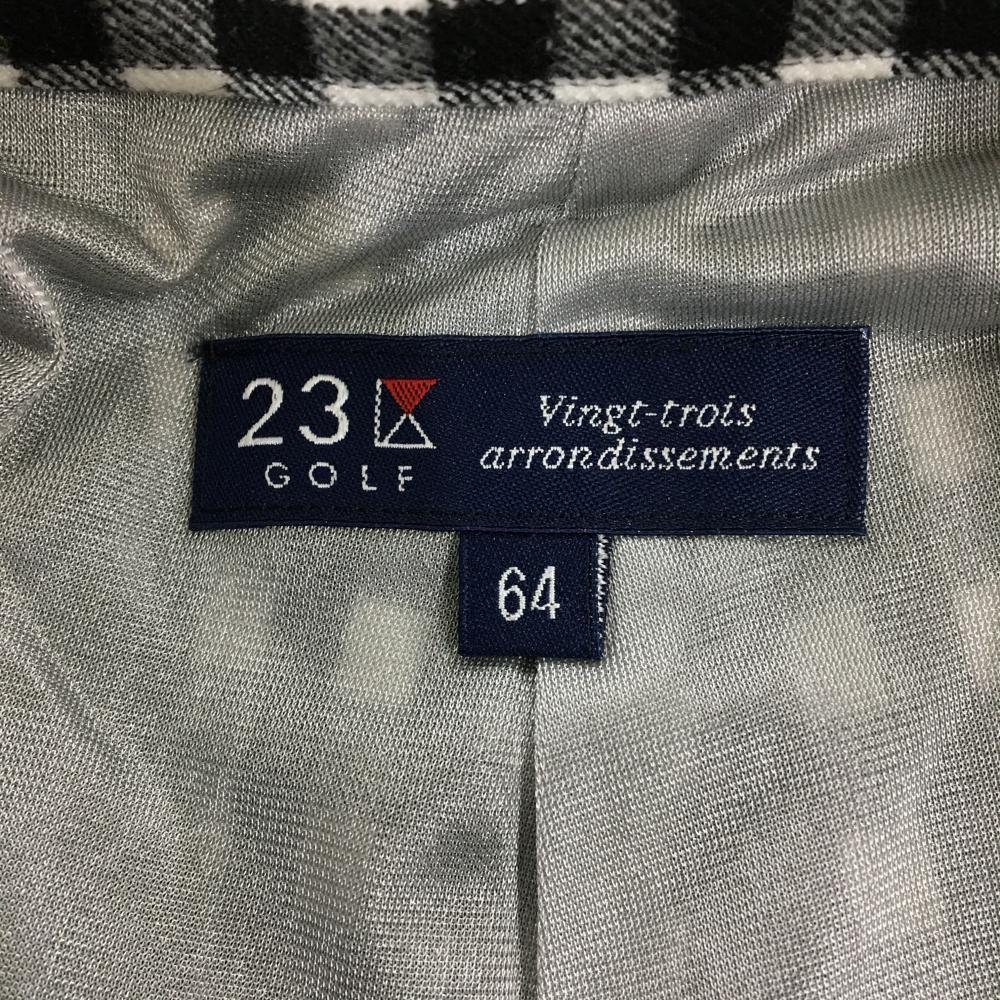 23
GOLF
Vingt-trois
arrondissements
64